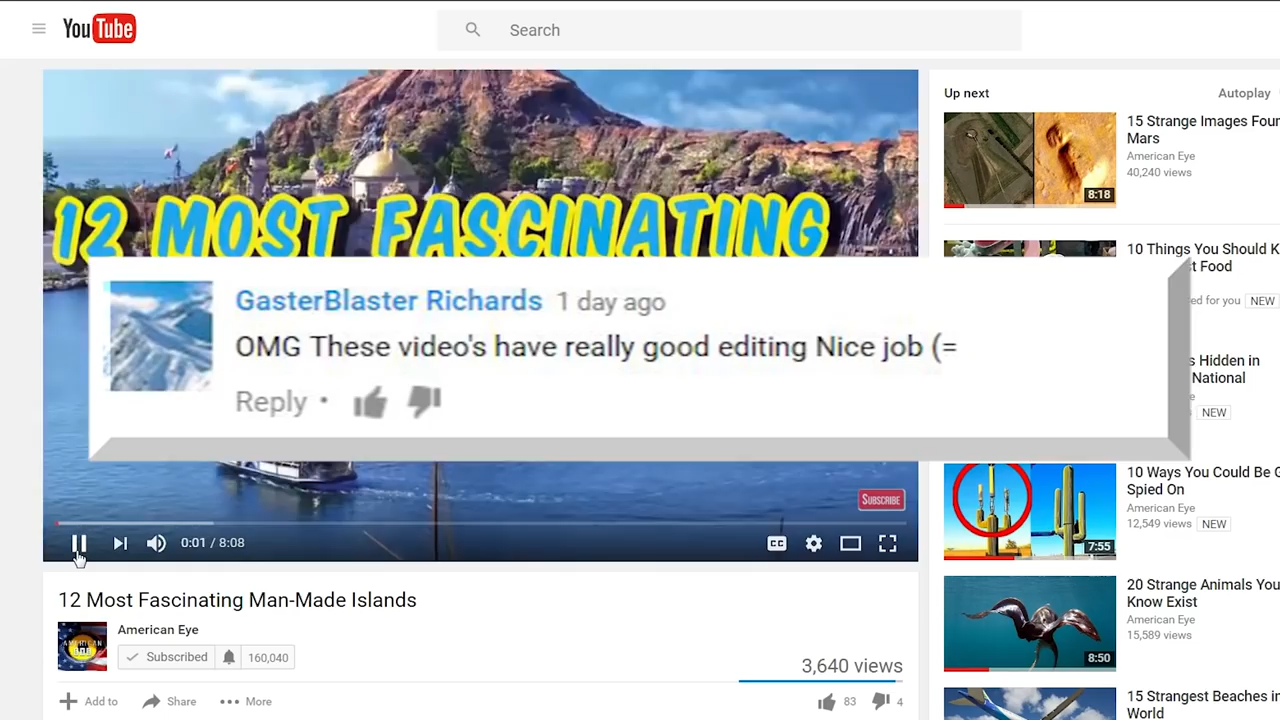 YouTube
Search
12 MOST FASCINATING
GasterBlaster Richards 1 day ago
OMG These video's have really good editing Nice job (=
Reply •
SUBSCRIBE
0:01 / 8:08
CC
12 Most Fascinating Man-Made Islands
American Eye
Subscribed 160,040
3,640 views
Add to Share More
83 4
Up next Autoplay
15 Strange Images Foun
Mars
American Eye
40,240 views
8:18
10 Things You Should K
st Food
ed for you NEW
s Hidden in
National
NEW
10 Ways You Could Be G
Spied On
American Eye
12,549 views NEW
7:55
20 Strange Animals You
Know Exist
American Eye
15,589 views
8:50
15 Strangest Beaches in
World